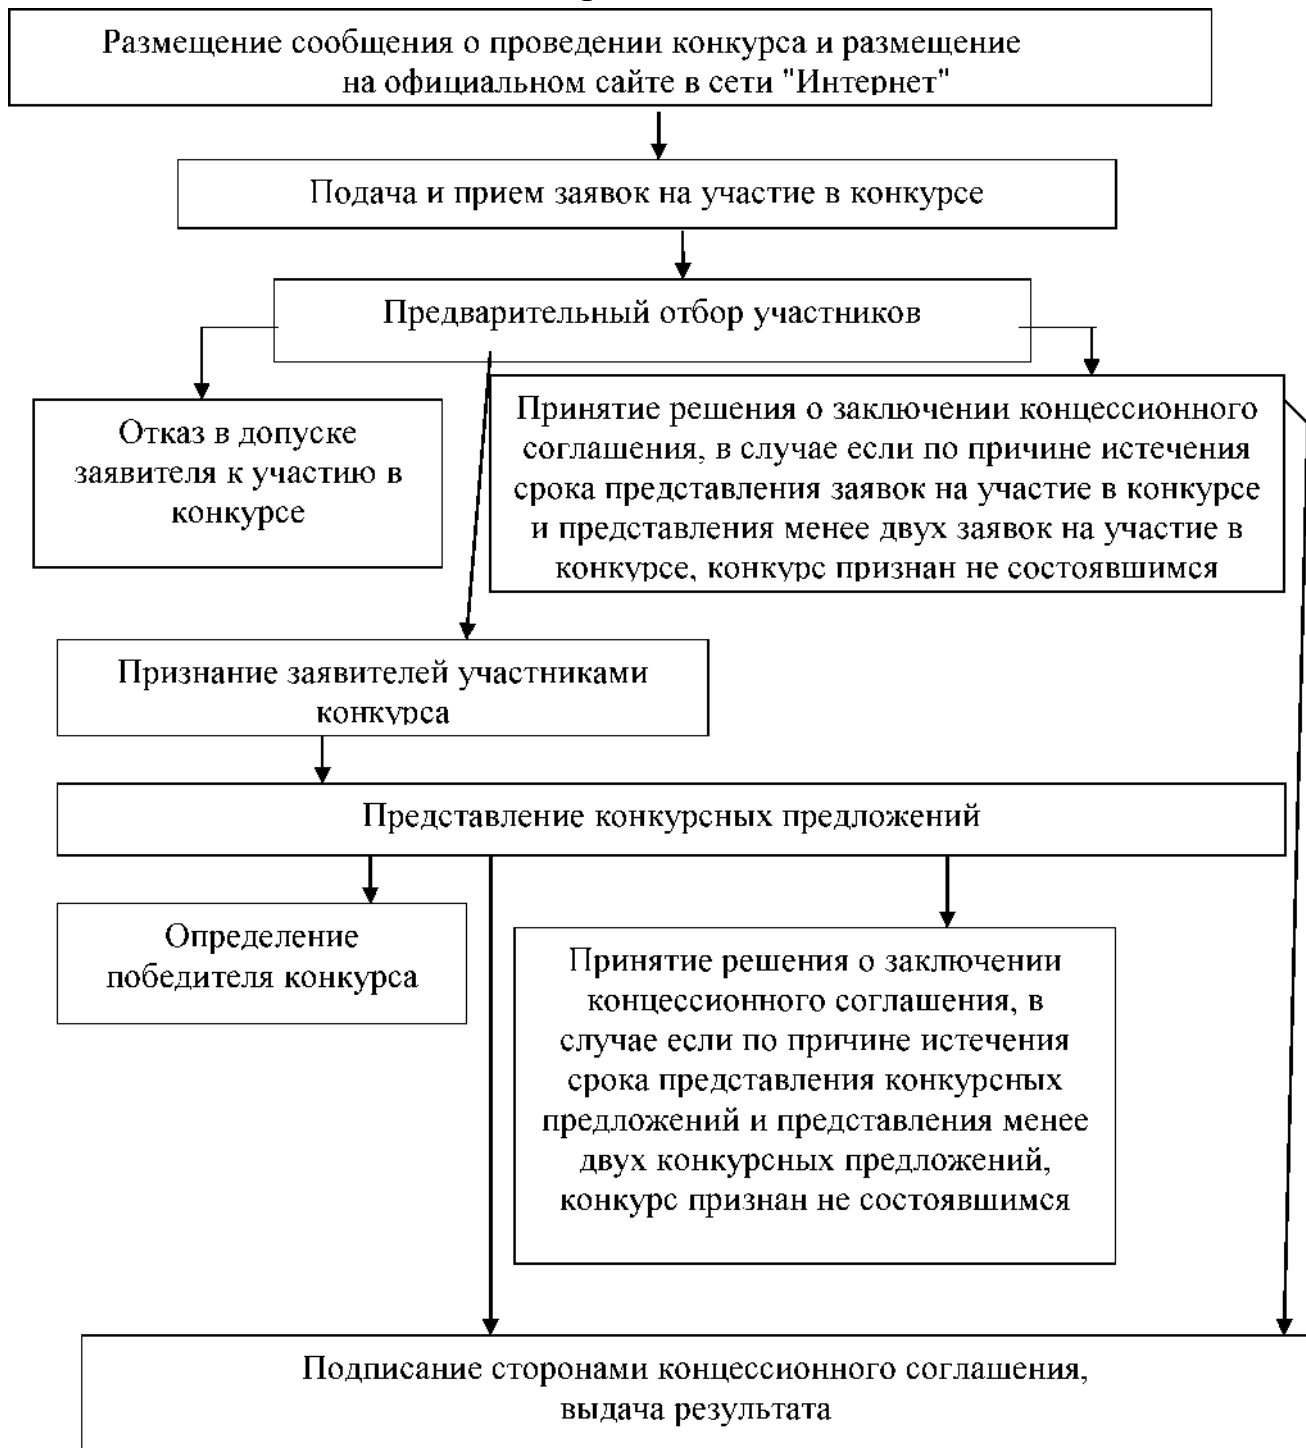 Размещение сообщения о проведении конкурса и размещение
на официальном сайте в сети "Интернет"
Подача и прием заявок на участие в конкурсе
Предварительный отбор участников
Отказ в допуске
заявителя к участию в
конкурсе
Принятие решения о заключении концессионного
соглашения, в случае если по причине истечения
срока представления заявок на участие в конкурсе
и представления менее двух заявок на участие в
конкурсе, конкурс признан не состоявшимся
Признание заявителей участниками
конкурса
Представление конкурсных предложений
Определение
победителя конкурса
Принятие решения о заключении
концессионного соглашения, в
случае если по причине истечения
срока представления конкурсных
предложений и представления менее
двух конкурсных предложений,
конкурс признан не состоявшимся
Подписание сторонами концессионного соглашения,
выдача результата